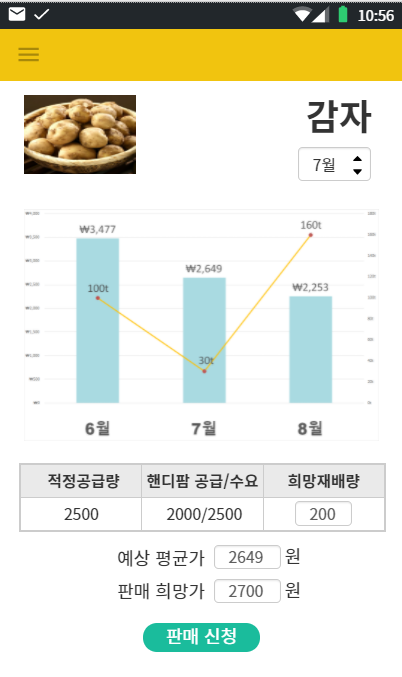 10:56
감자
7월
₩3,477
₩2,649
₩2,253
160t
100t
30t
6월 7월 8월
적정공급량 핸디팜 공급/수요 희망재배량
2500 2000/2500 200
예상 평균가 2649 원
판매 희망가 2700 원
판매 신청